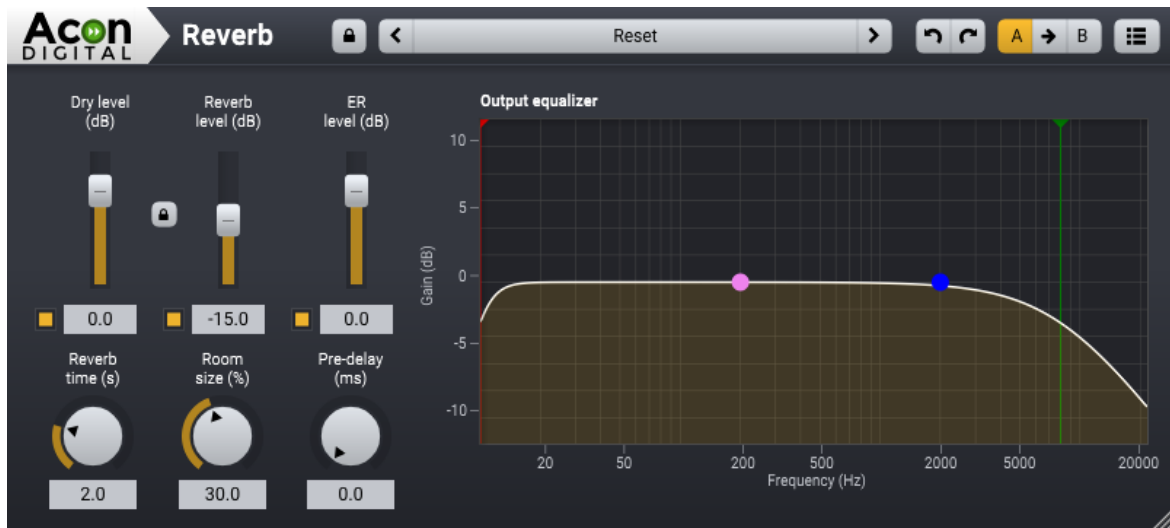 Acon
DIGITAL
Reverb
Reset
A
B
Dry level
(dB)
Reverb
level (dB)
ER
level (dB)
0.0
-15.0
0.0
Reverb
time (s)
Room
size (%)
Pre-delay
(ms)
2.0
30.0
0.0
Output equalizer
Gain (dB)
10
5
0
-5
-10
20 50 200 500 2000 5000 20000
Frequency (Hz)